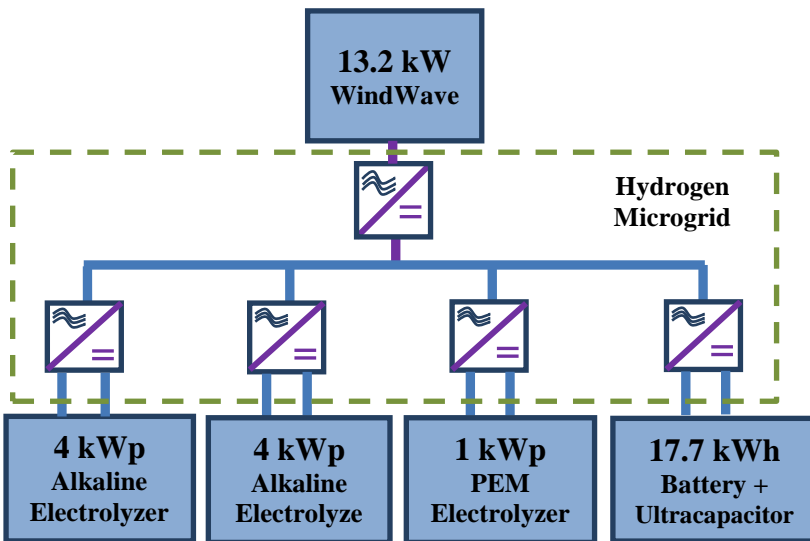 13.2 kW
WindWave
Hydrogen
Microgrid
4 kWp
Alkaline
Electrolyzer
4 kWp
Alkaline
Electrolyze
1 kWp
PEM
Electrolyzer
17.7 kWh
Battery +
Ultracapacitor